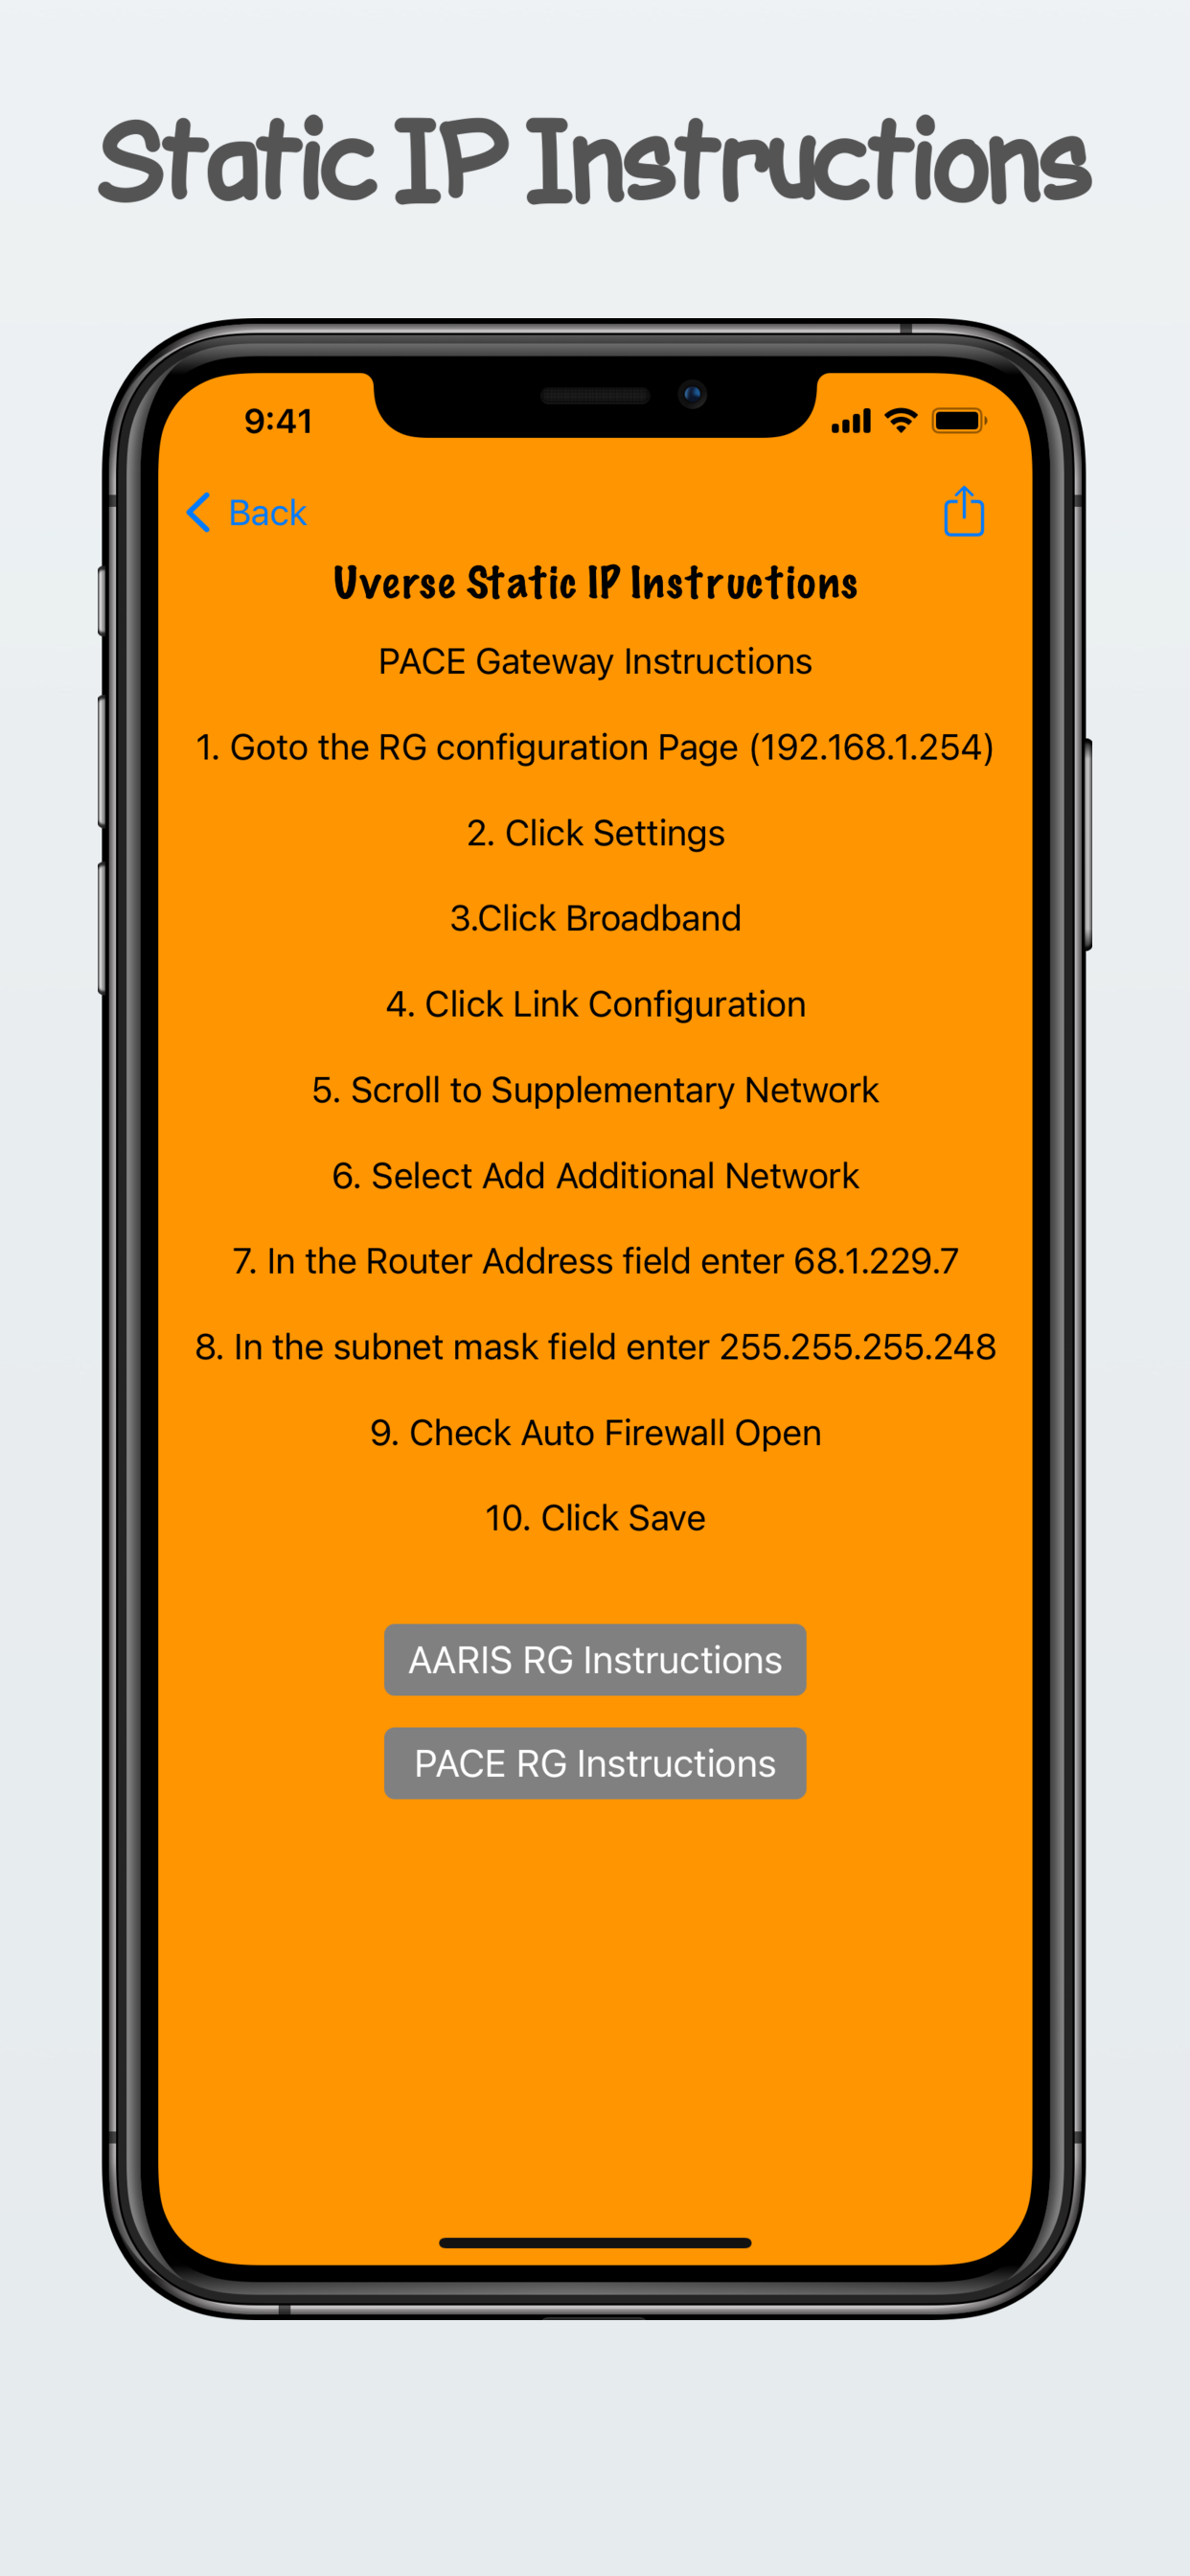 Static IP Instructions
9:41
Back
Uverse Static IP Instructions
PACE Gateway Instructions
1. Goto the RG configuration Page (192.168.1.254)
2. Click Settings
3.Click Broadband
4. Click Link Configuration
5. Scroll to Supplementary Network
6. Select Add Additional Network
7. In the Router Address field enter 68.1.229.7
8. In the subnet mask field enter 255.255.255.248
9. Check Auto Firewall Open
10. Click Save
AARIS RG Instructions
PACE RG Instructions